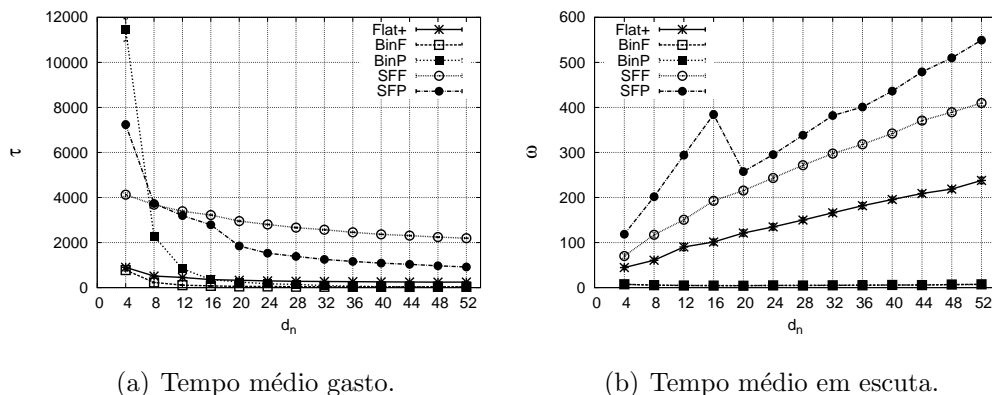 12000
10000
8000
6000
4000
2000
0
τ
0 4 8 12 16 20 24 28 32 36 40 44 48 52
d_n
Flat+
BinF
BinP
SFF
SFP
600
500
400
300
200
100
0
ω
0 4 8 12 16 20 24 28 32 36 40 44 48 52
d_n
Flat+
BinF
BinP
SFF
SFP
(a) Tempo médio gasto.
(b) Tempo médio em escuta.